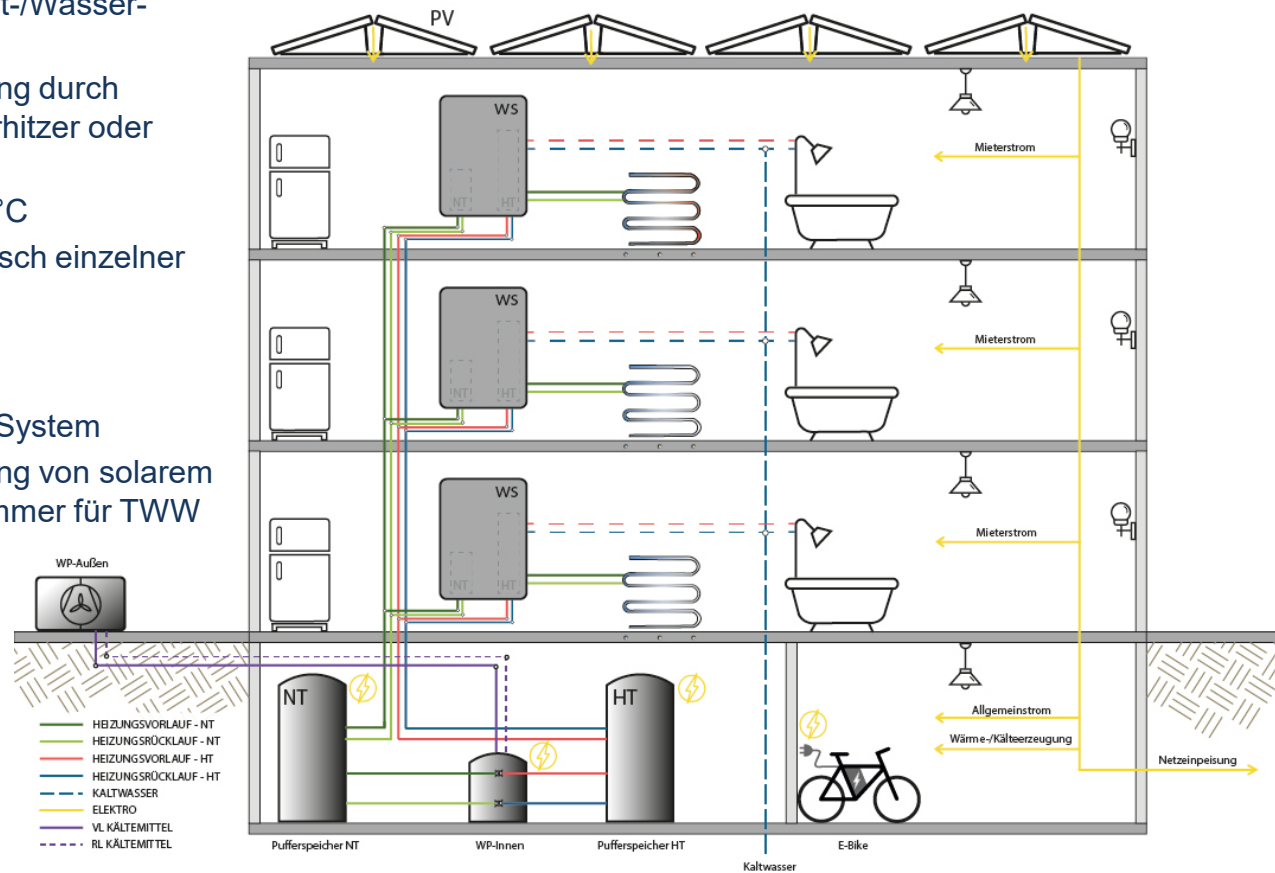 t-/Wasser-
ng durch
rhitzer oder
°C
sch einzelner
System
ng von solarem
mmer für TWW
PV
WS
NT
HT
Mieterstrom
WS
NT
HT
Mieterstrom
WS
NT
HT
Mieterstrom
WP-Außen
NT
HT
Allgemeinstrom
Wärme-/Kälteerzeugung
Netzeinpeisung
HEIZUNGSVORLAUF - NT
HEIZUNGSRÜCKLAUF - NT
HEIZUNGSVORLAUF - HT
HEIZUNGSRÜCKLAUF - HT
KALTWASSER
ELEKTRO
VL KÄLTEMITTEL
RL KÄLTEMITTEL
Pufferspeicher NT
WP-Innen
Pufferspeicher HT
E-Bike
Kaltwasser